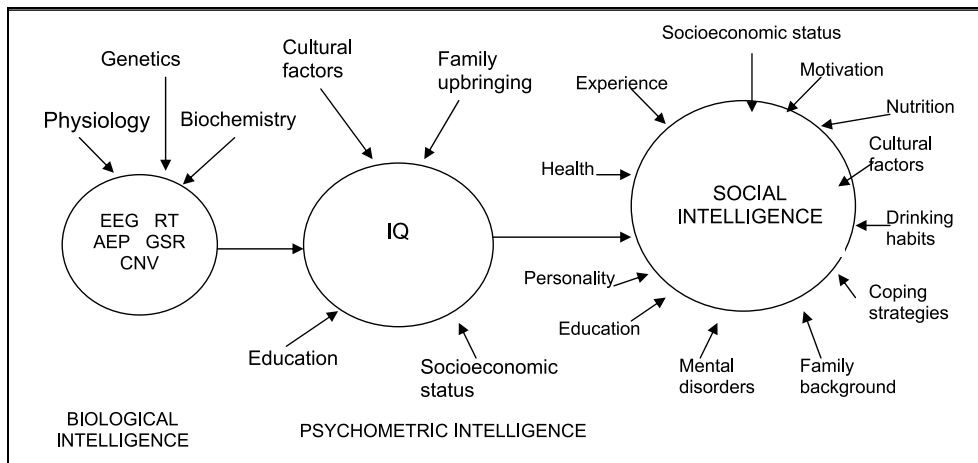 Genetics
Physiology
Biochemistry
EEG RT
AEP GSR
CNV
BIOLOGICAL
INTELLIGENCE
Cultural
factors
Family
upbringing
IQ
Education
Socioeconomic
status
PSYCHOMETRIC INTELLIGENCE
Socioeconomic status
Motivation
Experience
Nutrition
Health
Cultural
factors
SOCIAL
INTELLIGENCE
Drinking
habits
Personality
Coping
strategies
Education
Mental
disorders
Family
background